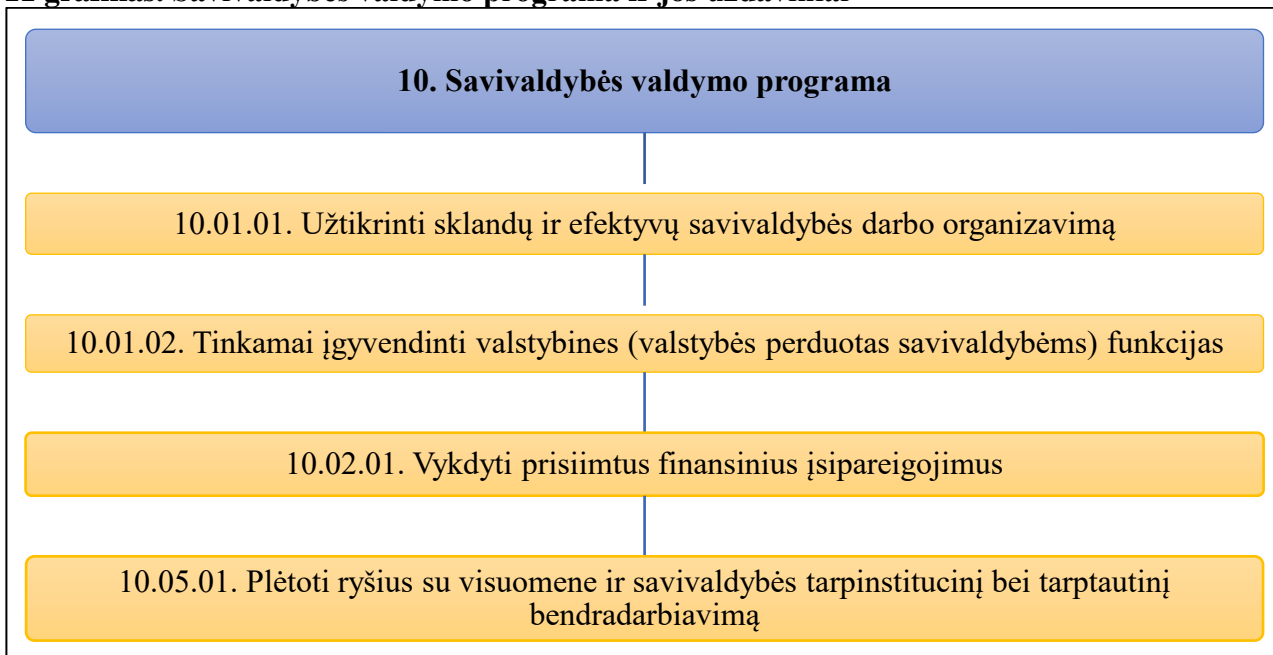 10. Savivaldybės valdymo programa
10.01.01. Užtikrinti sklandų ir efektyvų savivaldybės darbo organizavimą
10.01.02. Tinkamai įgyvendinti valstybines (valstybės perduotas savivaldybėms) funkcijas
10.02.01. Vykdyti prisiimtus finansinius įsipareigojimus
10.05.01. Plėtoti ryšius su visuomene ir savivaldybės tarpinstitucinį bei tarptautinį
bendradarbiavimą